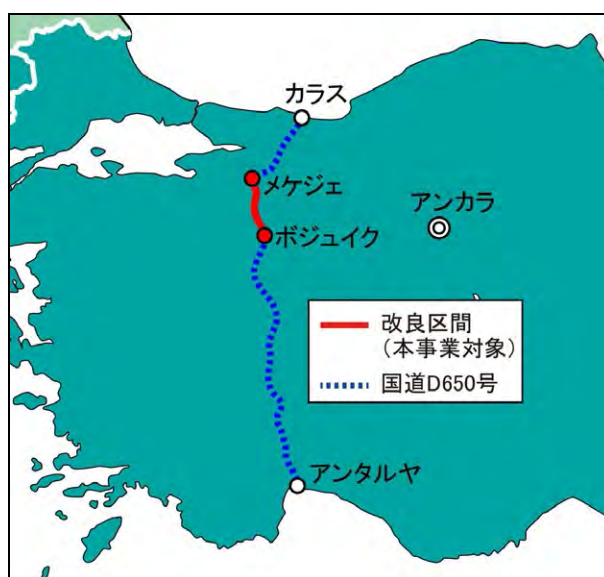 カラス
メケジェ
アンカラ
ボジュイク
改良区間
(本事業対象)
国道D650号
アンタルヤ